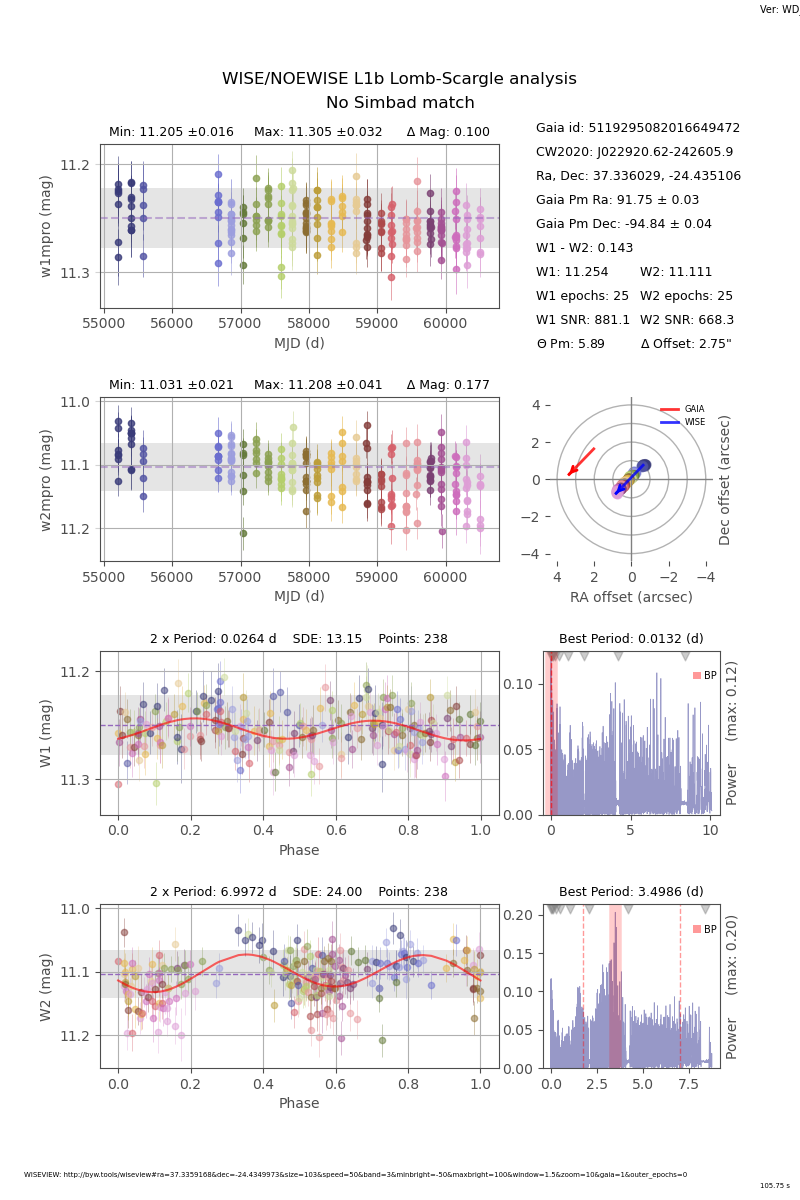 Ver: WD
WISE/NOEWISE L1b Lomb-Scargle analysis
No Simbad match
Min: 11.205 ±0.016 Max: 11.305 ±0.032 Δ Mag: 0.100
11.2
11.3
w1mpro (mag)
55000 56000 57000 58000 59000 60000
MJD (d)
Gaia id: 5119295082016649472
CW2020: J022920.62-242605.9
Ra, Dec: 37.336029, -24.435106
Gaia Pm Ra: 91.75 ± 0.03
Gaia Pm Dec: -94.84 ± 0.04
W1 - W2: 0.143
W1: 11.254 W2: 11.111
W1 epochs: 25 W2 epochs: 25
W1 SNR: 881.1 W2 SNR: 668.3
Θ Pm: 5.89 Δ Offset: 2.75"
Min: 11.031 ±0.021 Max: 11.208 ±0.041 Δ Mag: 0.177
11.0
11.1
11.2
w2mpro (mag)
55000 56000 57000 58000 59000 60000
MJD (d)
GAIA
WISE
4
2
0
−2
−4
4 2 0 −2 −4
RA offset (arcsec)
Dec offset (arcsec)
2 x Period: 0.0264 d SDE: 13.15 Points: 238
11.2
11.3
W1 (mag)
0.0 0.2 0.4 0.6 0.8 1.0
Phase
Best Period: 0.0132 (d)
BP
0.10
0.05
0.00
0 5 10
Power (max: 0.12)
2 x Period: 6.9972 d SDE: 24.00 Points: 238
11.0
11.1
11.2
W2 (mag)
0.0 0.2 0.4 0.6 0.8 1.0
Phase
Best Period: 3.4986 (d)
BP
0.20
0.15
0.10
0.05
0.00
0.0 2.5 5.0 7.5
Power (max: 0.20)
WISEVIEW: http://byw.tools/wiseview#ra=37.3359168&dec=-24.4349973&size=103&speed=50&band=3&minbright=-50&maxbright=100&window=1.5&zoom=10&gaia=1&outer_epochs=0
105.75 s